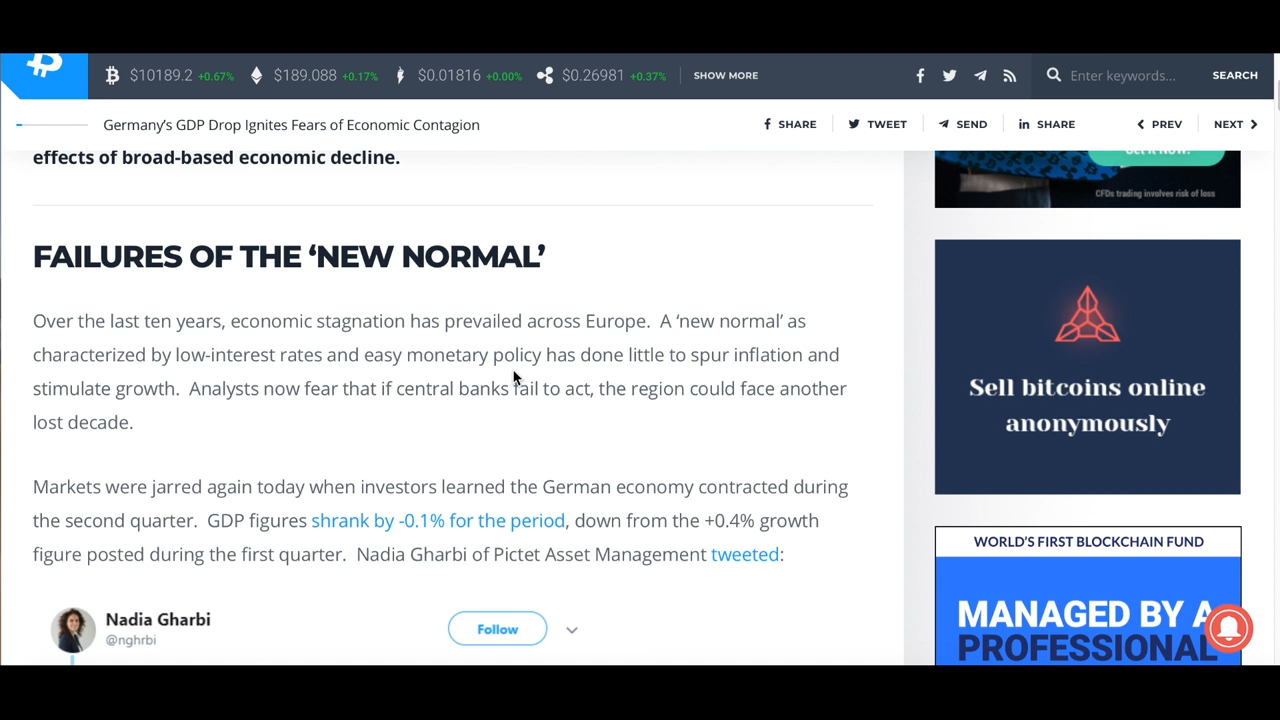 $10189.2 +0.67% $189.088 +0.17% $0.01816 +0.00% $0.26981 +0.37% SHOW MORE Enter keywords... SEARCH
Germany's GDP Drop Ignites Fears of Economic Contagion SHARE TWEET SEND SHARE PREV NEXT
effects of broad-based economic decline.
FAILURES OF THE ‘NEW NORMAL’
Over the last ten years, economic stagnation has prevailed across Europe. A ‘new normal’ as
characterized by low-interest rates and easy monetary policy has done little to spur inflation and
stimulate growth. Analysts now fear that if central banks fail to act, the region could face another
lost decade.
Markets were jarred again today when investors learned the German economy contracted during
the second quarter. GDP figures shrank by -0.1% for the period, down from the +0.4% growth
figure posted during the first quarter. Nadia Gharbi of Pictet Asset Management tweeted:
Nadia Gharbi
@nghrbi
Follow
Get it Now!
CFDs trading involves risk of loss
Sell bitcoins online
anonymously
WORLD'S FIRST BLOCKCHAIN FUND
MANAGED BY A
PROFESSIONAL